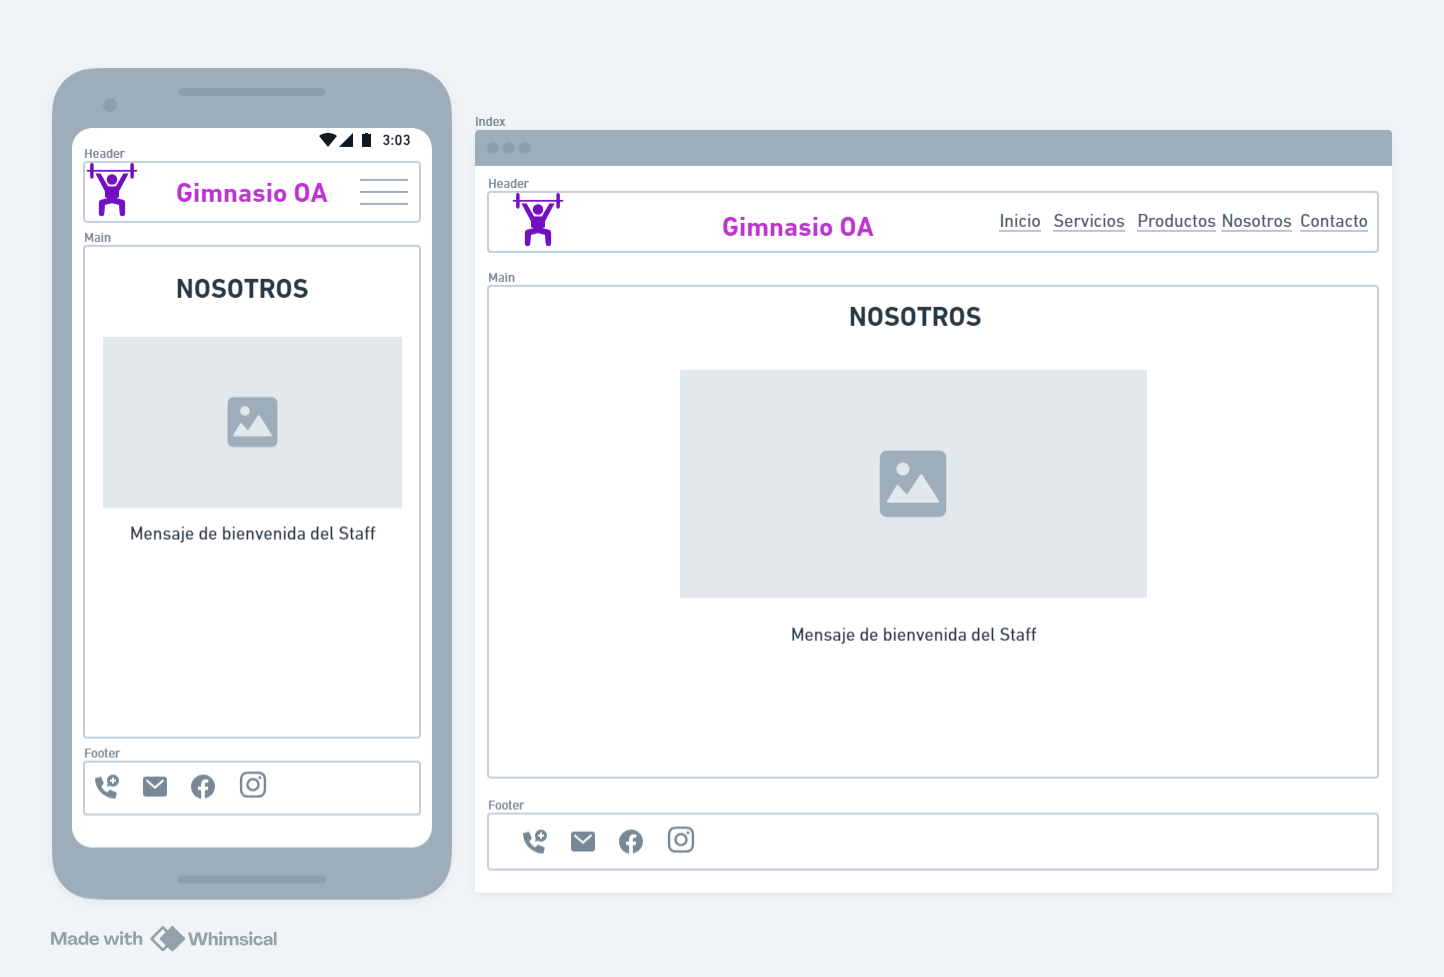 3:03
Header
Gimnasio OA
Main
NOSOTROS
Mensaje de bienvenida del Staff
Footer
Index
Header
Gimnasio OA
Inicio Servicios Productos Nosotros Contacto
Main
NOSOTROS
Mensaje de bienvenida del Staff
Footer
Made with Whimsical